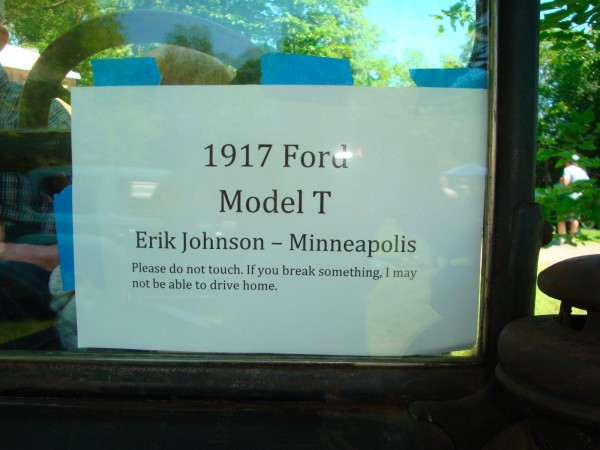 1917 Ford
Model T
Erik Johnson – Minneapolis
Please do not touch. If you break something, I may
not be able to drive home.